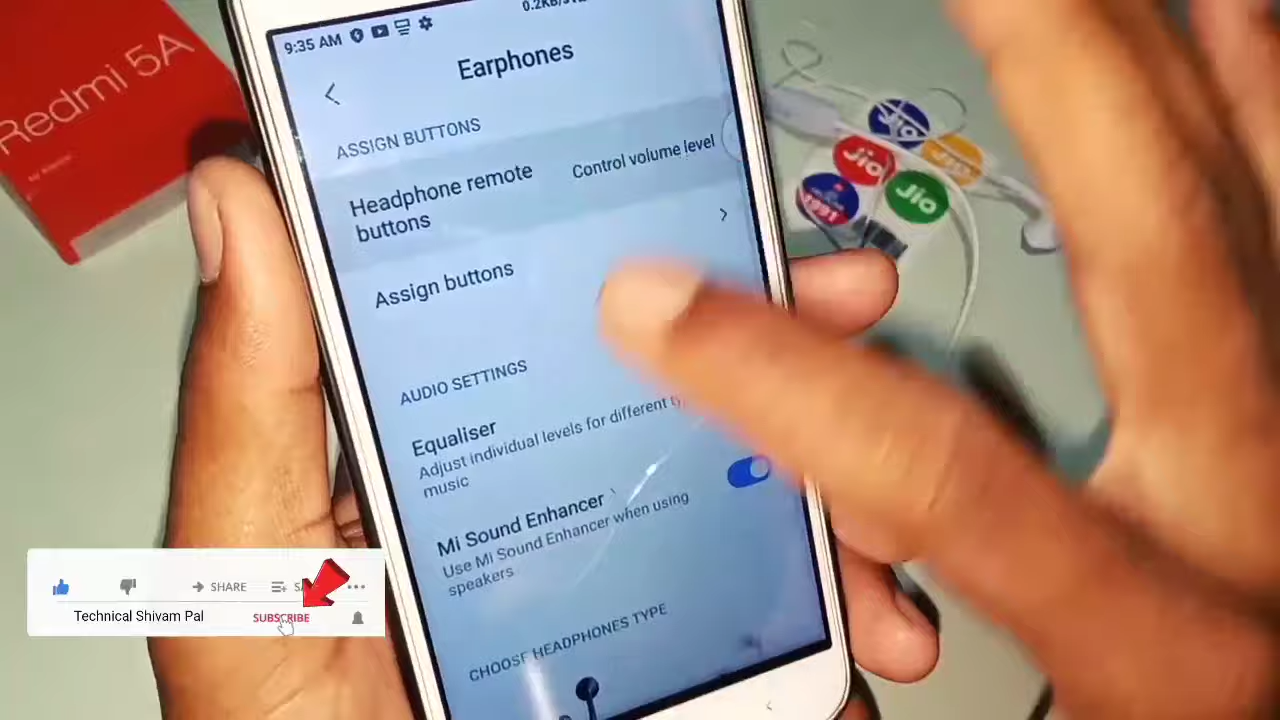 Redmi 5A
9:35 AM
Earphones
ASSIGN BUTTONS
Headphone remote
buttons
Control volume level
Assign buttons
AUDIO SETTINGS
Equaliser
Adjust individual levels for different
music
Mi Sound Enhancer
Use Mi Sound Enhancer when using
speakers
CHOOSE HEADPHONES TYPE
Jio
Jio
Jio
1991
SHARE
Technical Shivam Pal
SUBSCRIBE